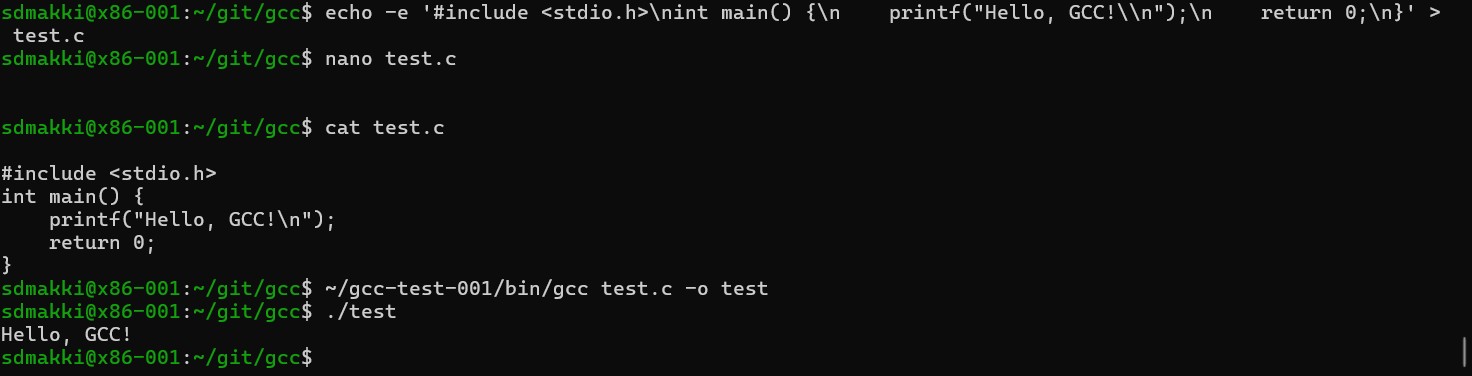 sdmakki@x86-001:~/git/gcc$ echo -e '#include <stdio.h>\nint main() {\n    printf("Hello, GCC!\\n");\n    return 0;\n}' >
 test.c
sdmakki@x86-001:~/git/gcc$ nano test.c
sdmakki@x86-001:~/git/gcc$ cat test.c
#include <stdio.h>
int main() {
    printf("Hello, GCC!\n");
    return 0;
}
sdmakki@x86-001:~/git/gcc$ ~/gcc-test-001/bin/gcc test.c -o test
sdmakki@x86-001:~/git/gcc$ ./test
Hello, GCC!
sdmakki@x86-001:~/git/gcc$